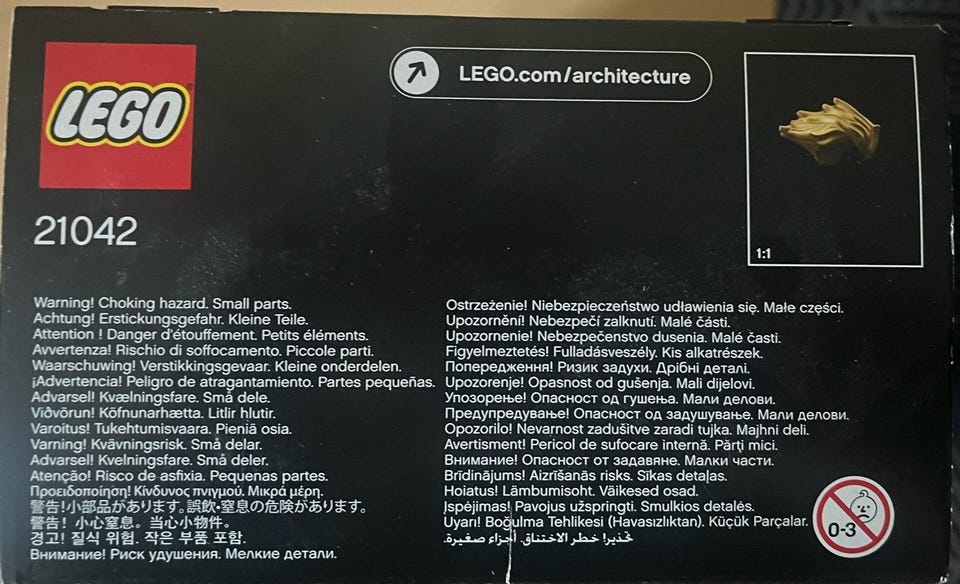 LEGO
LEGO.com/architecture
21042
1:1
Warning! Choking hazard. Small parts.
Achtung! Erstickungsgefahr. Kleine Teile.
Attention ! Danger d'étouffement. Petits éléments.
Avvertenza! Rischio di soffocamento. Piccole parti.
Waarschuwing! Verstikkingsgevaar. Kleine onderdelen.
¡Advertencia! Peligro de atragantamiento. Partes pequeñas.
Advarsel! Kvælningsfare. Små dele.
Viðvörun! Köfnunarhætta. Litlir hlutir.
Varoitus! Tukehtumisvaara. Pieniä osia.
Varning! Kvävningsrisk. Små delar.
Advarsel! Kvelningsfare. Små deler.
Atenção! Risco de asfixia. Pequenas partes.
Προειδοποίηση! Κίνδυνος πνιγμού. Μικρά μέρη.
警告!小部品があります。誤飲・窒息の危険があります。
警告！小心窒息。当心小物件。
경고! 질식 위험. 작은 부품 포함.
Внимание! Риск удушения. Мелкие детали.
Ostrzeżenie! Niebezpieczeństwo udławienia się. Małe części.
Upozornění! Nebezpečí zalknutí. Malé části.
Upozornenie! Nebezpečenstvo dusenia. Malé časti.
Figyelmeztetés! Fulladásveszély. Kis alkatrészek.
Попередження! Ризик задухи. Дрібні деталі.
Upozorenje! Opasnost od gušenja. Mali dijelovi.
Упозорење! Опасност од гушења. Мали делови.
Предупредување! Опасност од задушување. Мали делови.
Opozorilo! Nevarnost zadušitve zaradi tujka. Majhni deli.
Avertisment! Pericol de sufocare internă. Părți mici.
Внимание! Опасност от задавяне. Малки части.
Brīdinājums! Aizrīšanās risks. Sīkas detaļas.
Hoiatus! Lämbumisoht. Väikesed osad.
Įspėjimas! Pavojus užspringti. Smulkios detalės.
Uyarı! Boğulma Tehlikesi (Havasızlıktan). Küçük Parçalar.
تحذير! خطر الاختناق. أجزاء صغيرة.
0-3